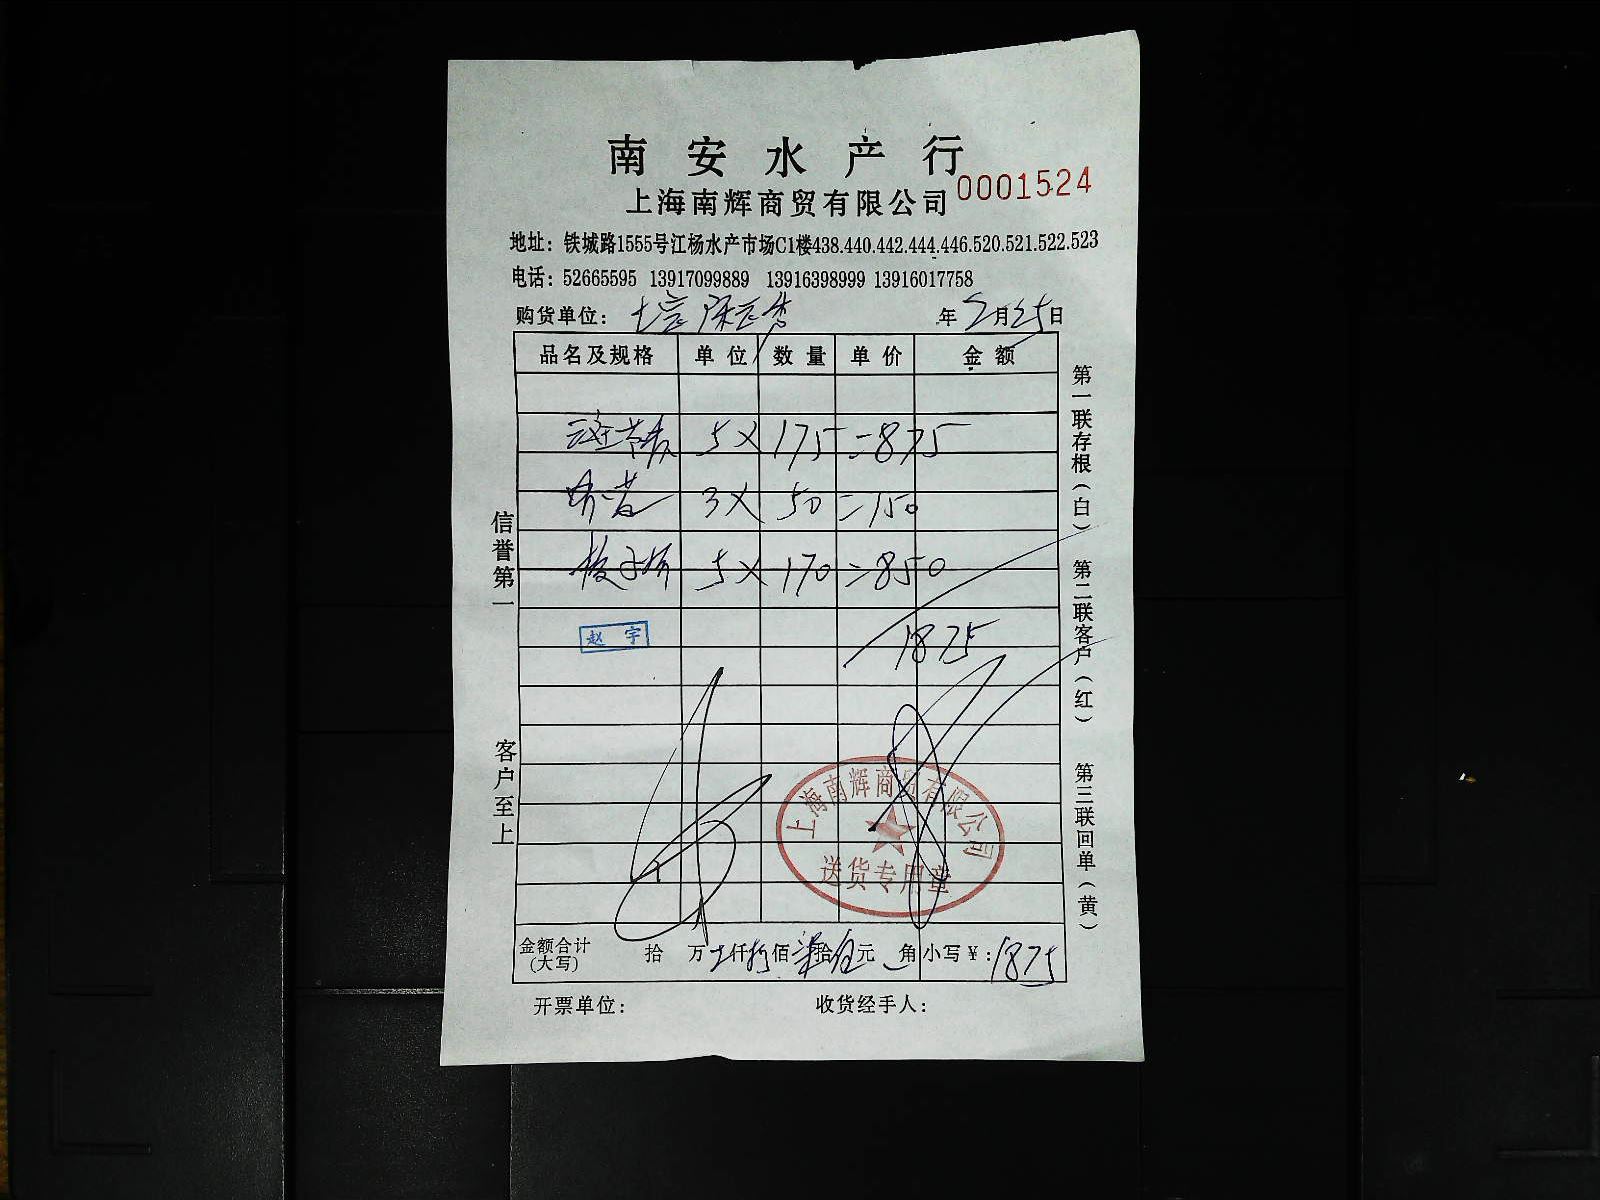 南安水产行
上海南辉商贸有限公司 0001524
地址：铁城路1555号江杨水产市场C1楼438.440.442.444.446.520.521.522.523
电话：52665595 13917099889 13916398999 13916017758
购货单位： 年2月25日
品名及规格 单位 数量 单价 金额
5 × 175 = 875
3 × 50 = 150
5 × 170 = 850
赵宇
1875
上海南辉商贸有限公司
送货专用章
金额合计(大写) 拾 万 仟 佰 拾 元 角 小写￥：1875
开票单位： 收货经手人：
信誉第一
客户至上
第一联存根（白）
第二联客户（红）
第三联回单（黄）